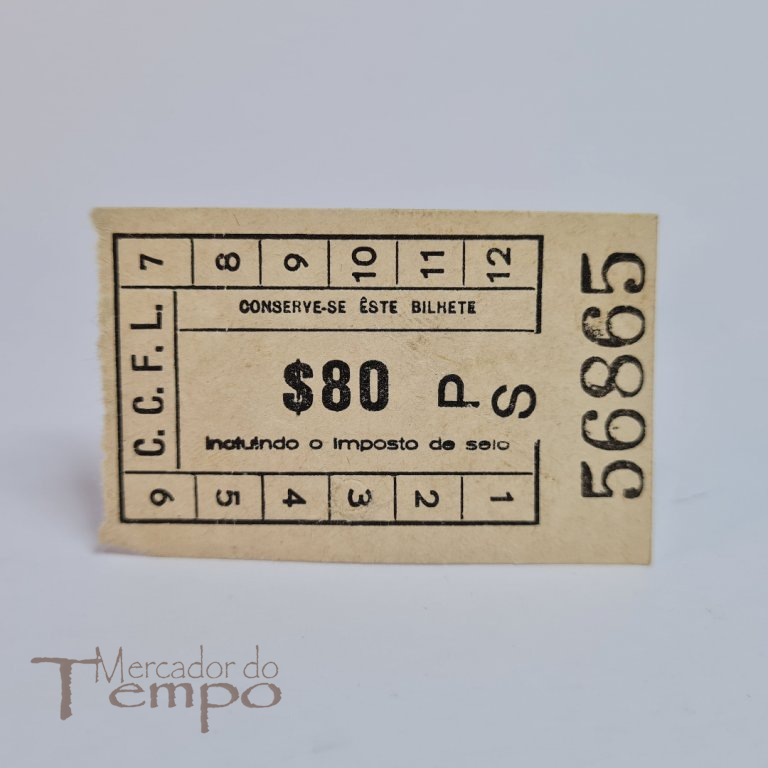 7 8 9 10 11 12
C. C. F. L.
CONSERVE-SE ÊSTE BILHETE
$80 P S
Incluindo o imposto de selo
6 5 4 3 2 1
56865
Mercador do
Tempo